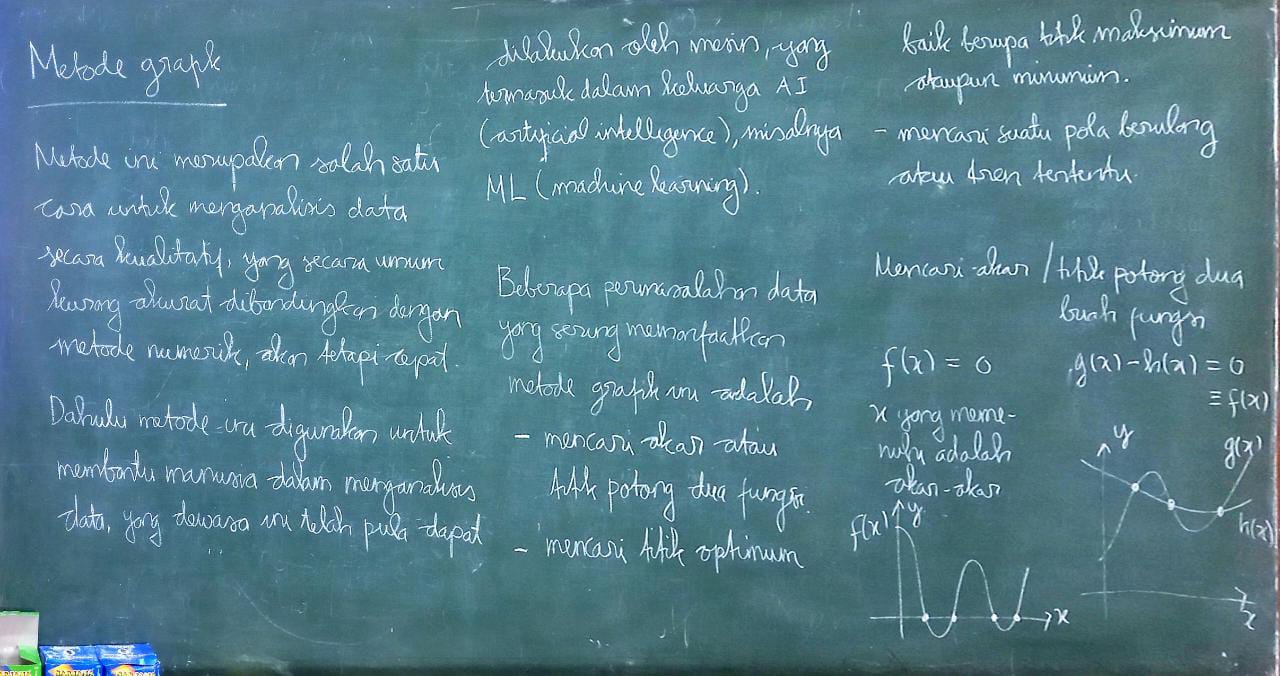 Metode grafik
Metode ini merupakan salah satu
cara untuk menganalisis data
secara kualitatif, yang secara umum
kurang akurat dibandingkan dengan
metode numerik, akan tetapi cepat.
Dahulu metode ini digunakan untuk
membantu manusia dalam menganalisis
data, yang dewasa ini telah pula dapat
dilakukan oleh mesin, yang
termasuk dalam keluarga AI
(artificial intelligence), misalnya
ML (machine learning).
Beberapa permasalahan data
yang sering memanfaatkan
metode grafik ini adalah
- mencari akar atau
titik potong dua fungsi.
- mencari titik optimum
baik berupa titik maksimum
ataupun minimum.
- mencari suatu pola berulang
atau tren tertentu.
Mencari akar / titik potong dua
buah fungsi
f(x) = 0
g(x) - h(x) = 0
≡ f(x)
x yang meme-
nuhi adalah
akar-akar
f(x)
y
x
y
g(x)
h(x)
x